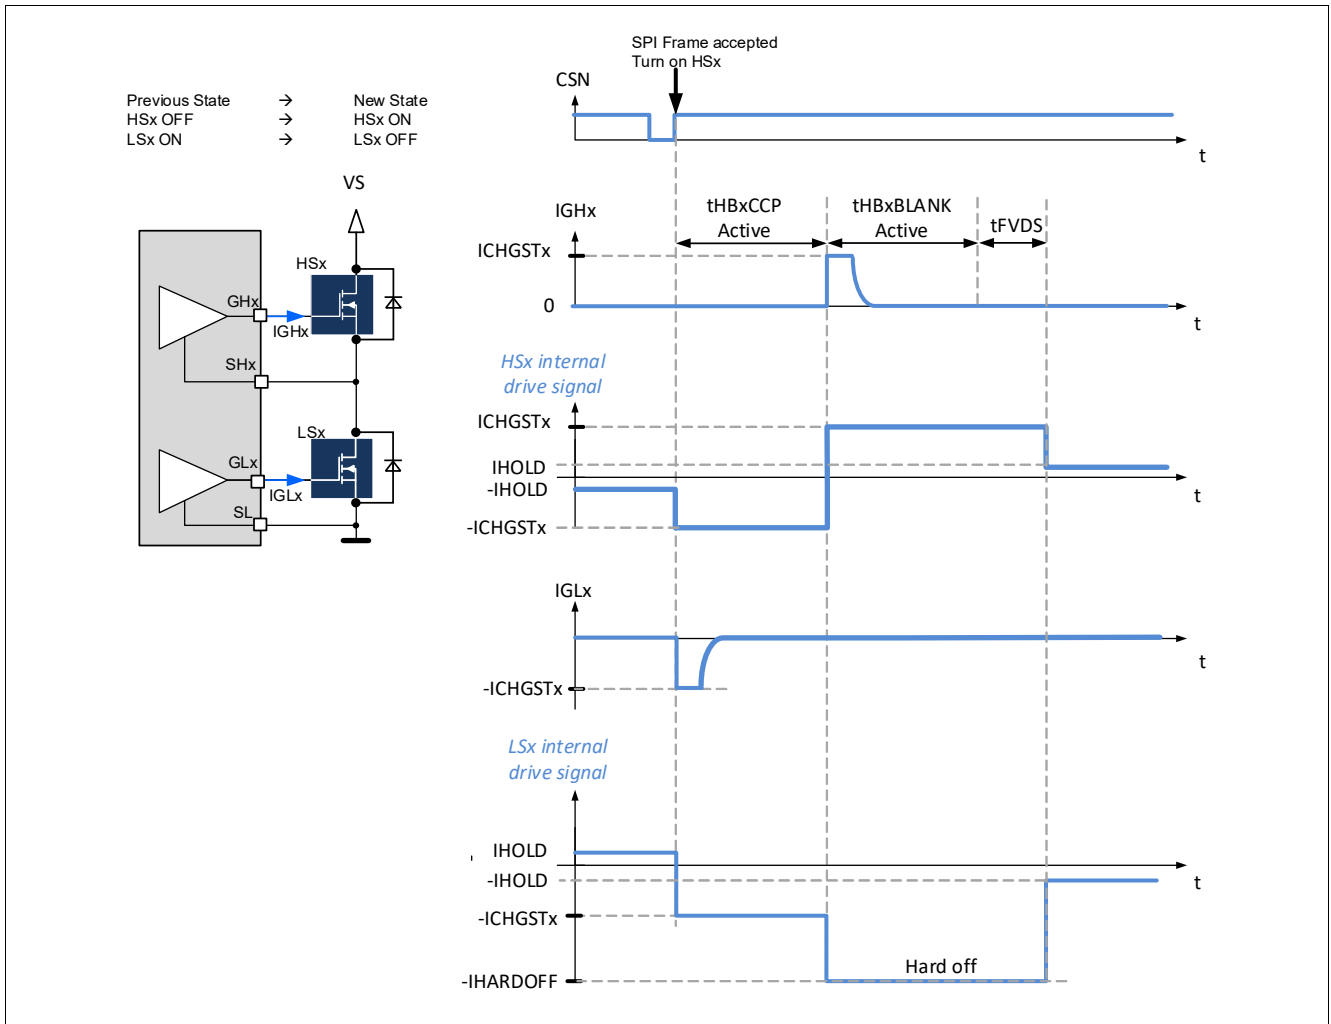 SPI Frame accepted
Turn on HSx
CSN
t
Previous State → New State
HSx OFF → HSx ON
LSx ON → LSx OFF
VS
HSx
GHx
IGHx
SHx
LSx
GLx
IGLx
SL
IGHx
tHBxCCP
Active
tHBxBLANK
Active
tFVDS
ICHGSTx
0
t
HSx internal
drive signal
ICHGSTx
IHOLD
-IHOLD
-ICHGSTx
t
IGLx
-ICHGSTx
t
LSx internal
drive signal
IHOLD
-IHOLD
-ICHGSTx
-IHARDOFF
Hard off
t